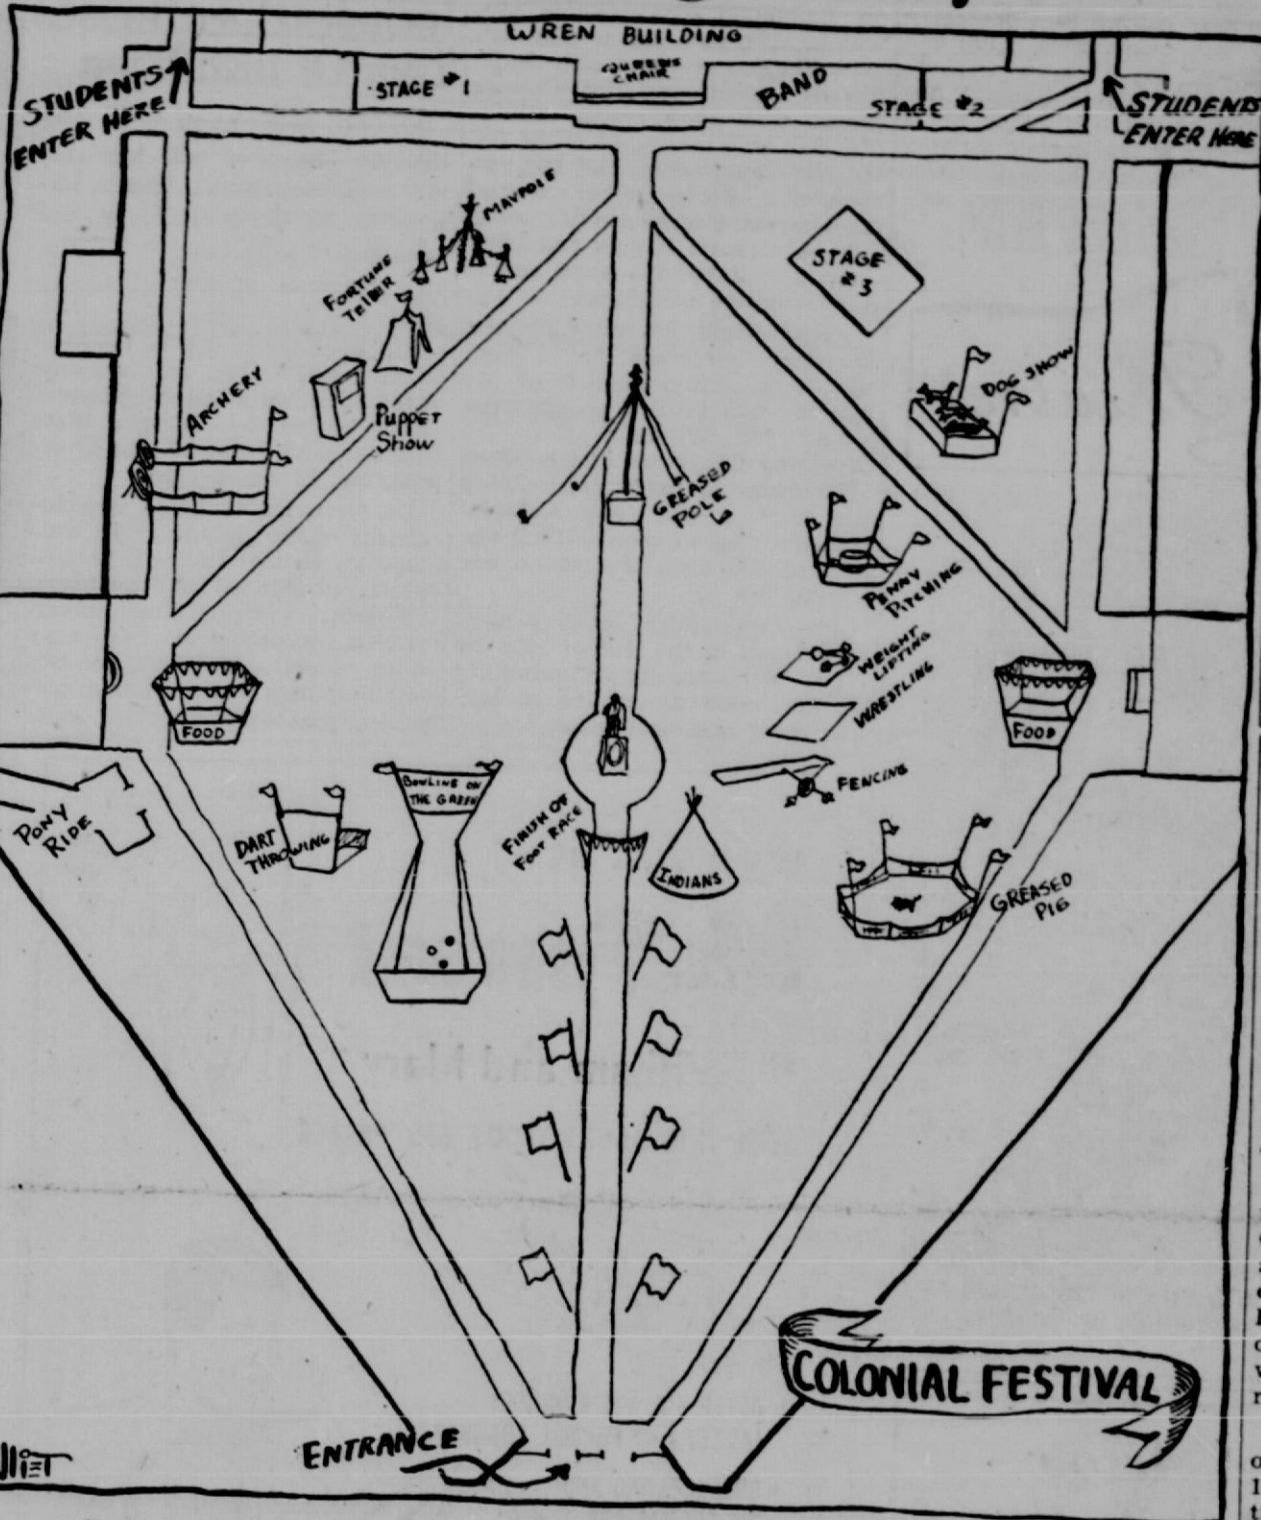 WREN BUILDING
STUDENTS
ENTER HERE
STAGE #1
QUEENS
CHAIR
BAND
STAGE #2
STUDENTS
ENTER HERE
MAYPOLE
FORTUNE
TELLER
STAGE
#3
ARCHERY
PUPPET
SHOW
DOG SHOW
GREASED
POLE
PENNY
PITCHING
WEIGHT
LIFTING
WRESTLING
FOOD
FOOD
BOWLING ON
THE GREEN
FENCING
PONY
RIDE
DART
THROWING
FINISH OF
FOOT RACE
INDIANS
GREASED
PIG
COLONIAL FESTIVAL
ENTRANCE